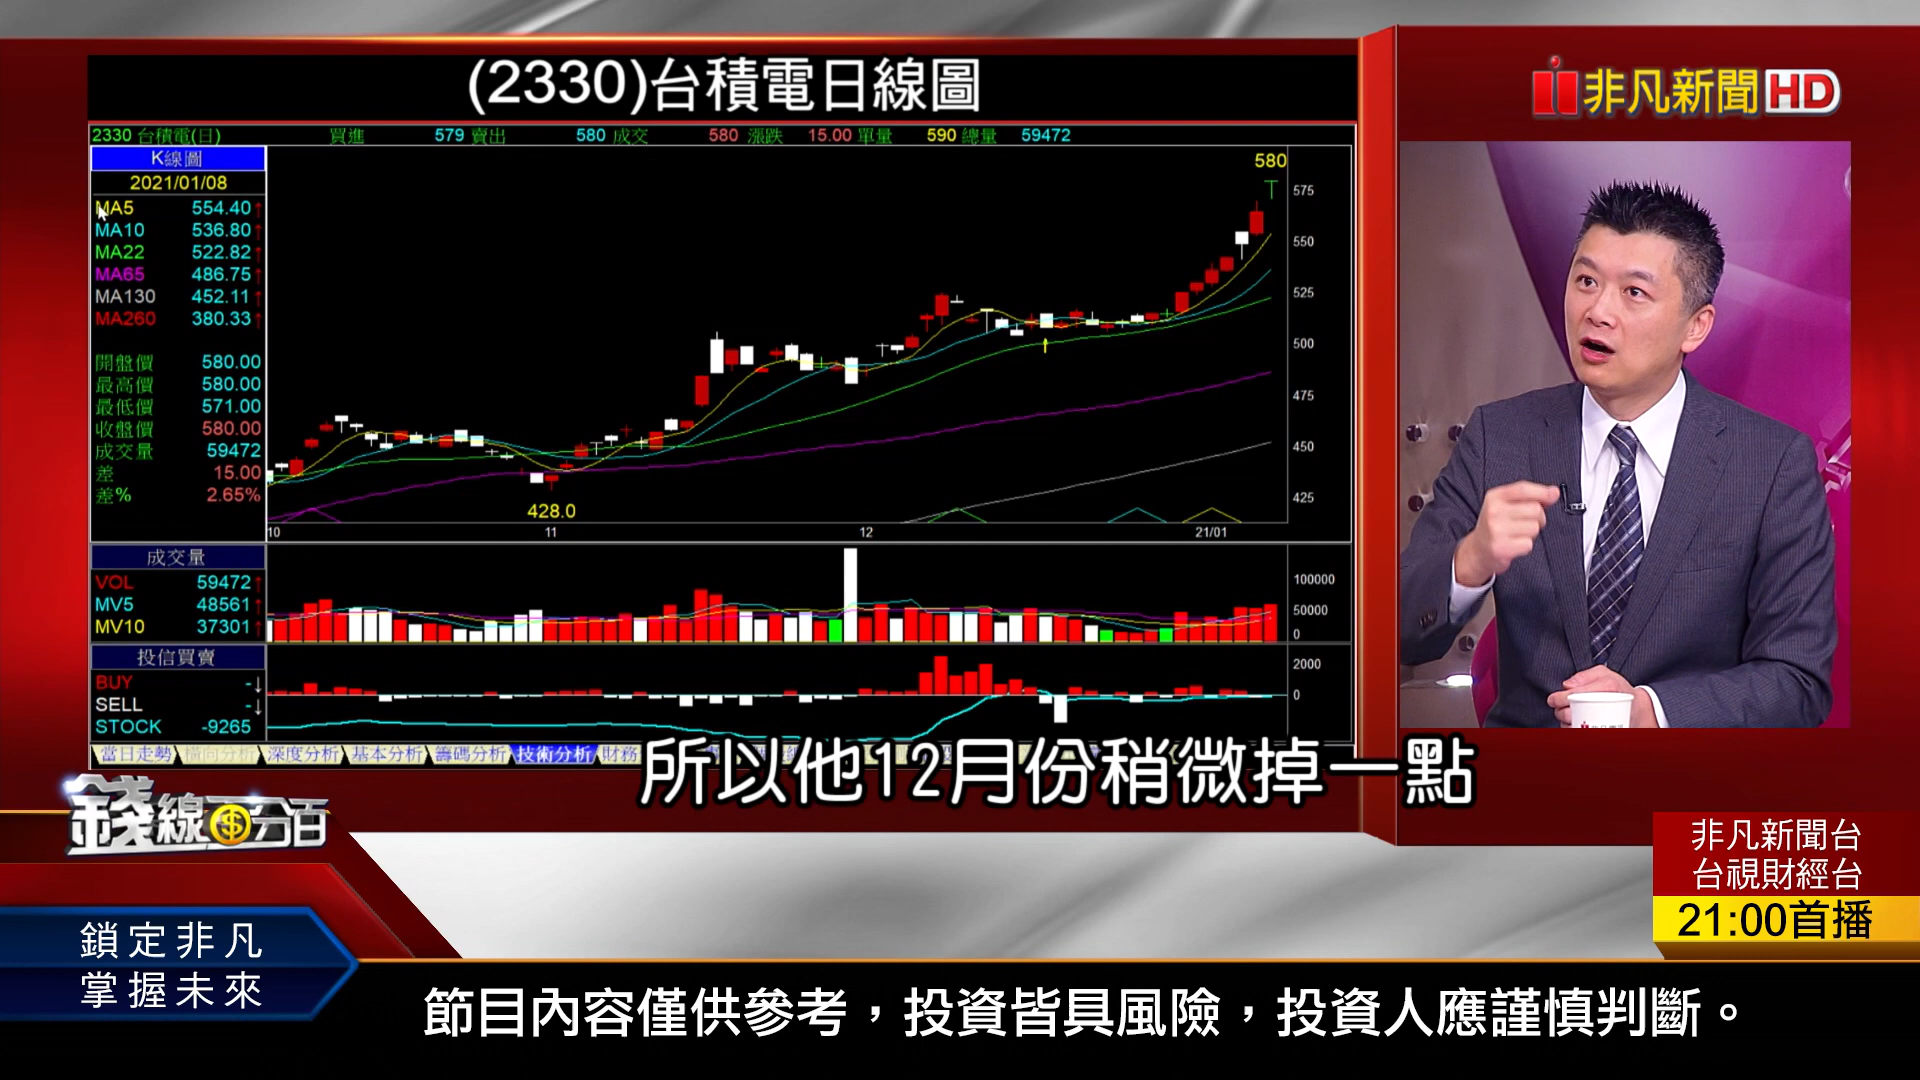 (2330)台積電日線圖
非凡新聞HD
2330 台積電(日) 買進 579 賣出 580 成交 580 漲跌 15.00 單量 590 總量 59472
K線圖
2021/01/08
MA5 554.40↑
MA10 536.80↑
MA22 522.82↑
MA65 486.75↑
MA130 452.11↑
MA260 380.33↑
開盤價 580.00
最高價 580.00
最低價 571.00
收盤價 580.00
成交量 59472
差 15.00
差% 2.65%
580
575
550
525
500
475
450
425
428.0
10 11 12 21/01
成交量
VOL 59472↑
MV5 48561↑
MV10 37301↑
100000
50000
0
投信買賣
BUY -↓
SELL -↓
STOCK -9265
2000
0
當日走勢 橫向分析 深度分析 基本分析 籌碼分析 技術分析 財務
所以他12月份稍微掉一點
錢線百分百
非凡新聞台
台視財經台
21:00首播
鎖定非凡
掌握未來
節目內容僅供參考，投資皆具風險，投資人應謹慎判斷。